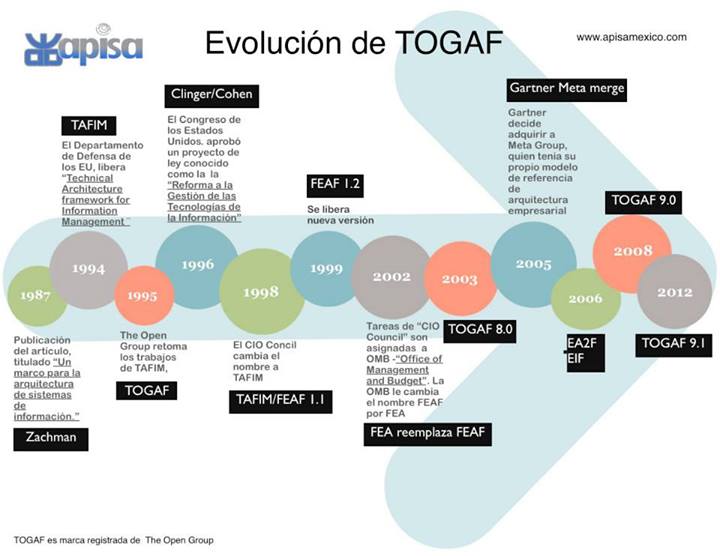 apisa
Evolución de TOGAF
www.apisamexico.com
TAFIM
El Departamento
de Defensa de
los EU, libera
“Technical
Architecture
framework for
Information
Management”
Clinger/Cohen
El Congreso de
los Estados
Unidos. aprobó
un proyecto de
ley conocido
como la la
“Reforma a la
Gestión de las
Tecnologías de
la Información”
FEAF 1.2
Se libera
nueva versión
Gartner Meta merge
Gartner
decide
adquirir a
Meta Group,
quien tenia su
propio modelo
de referencia
de
arquitectura
empresarial
TOGAF 9.0
1987
1994
1995
1996
1998
1999
2002
2003
2005
2006
2008
2012
Publicación
del articulo,
titulado “Un
marco para la
arquitectura
de sistemas
de
información.”
Zachman
The Open
Group retoma
los trabajos
de TAFIM,
TOGAF
El CIO Concil
cambia el
nombre a
TAFIM
TAFIM/FEAF 1.1
Tareas de “CIO
Council” son
asignadas a
OMB -“Office of
Management
and Budget”. La
OMB le cambia
el nombre FEAF
por FEA
FEA reemplaza FEAF
TOGAF 8.0
EA2F
EIF
TOGAF 9.1
TOGAF es marca registrada de The Open Group